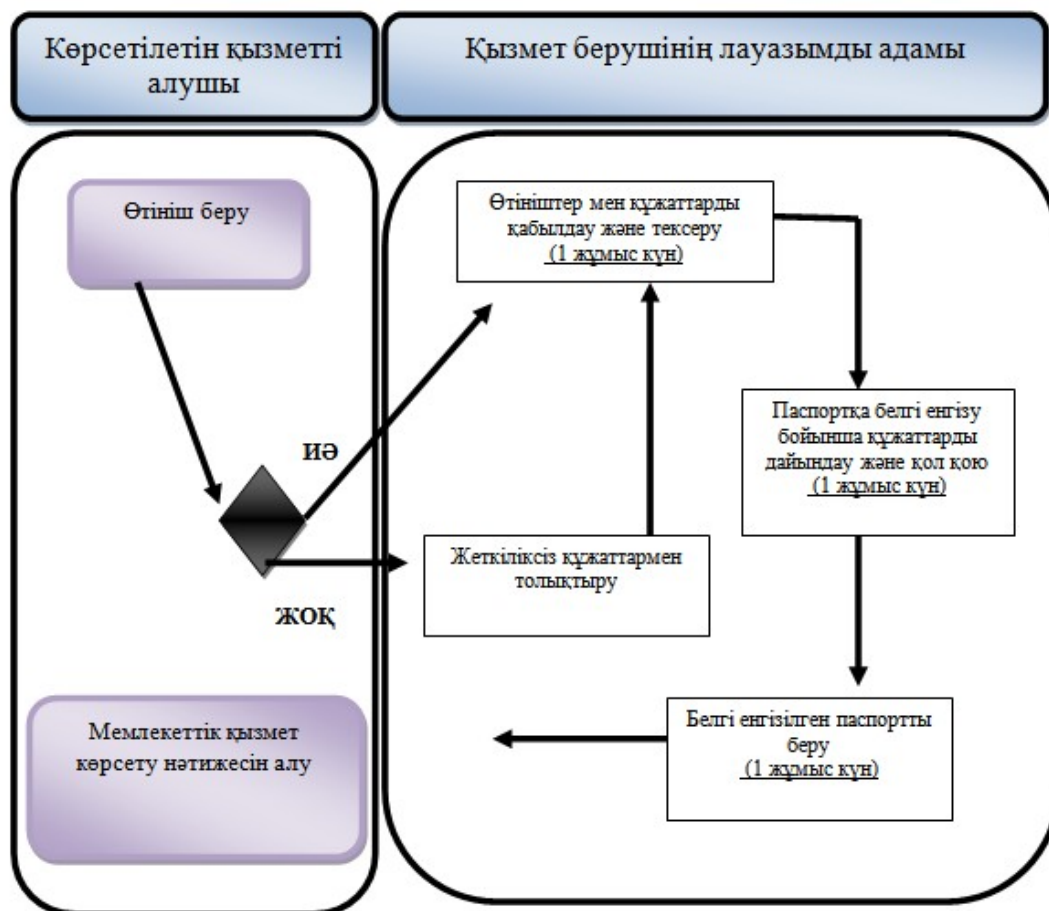 Көрсетілетін қызметті
алушы
Қызмет берушінің лауазымды адамы
Өтініш беру
Өтініштер мен құжаттарды
қабылдау және тексеру
(1 жұмыс күн)
Паспортқа белгі енгізу
бойынша құжаттарды
дайындау және қол қою
(1 жұмыс күн)
ИӘ
Жеткіліксіз құжаттармен
толықтыру
ЖОҚ
Мемлекеттік қызмет
көрсету нәтижесін алу
Белгі енгізілген паспортты
беру
(1 жұмыс күн)